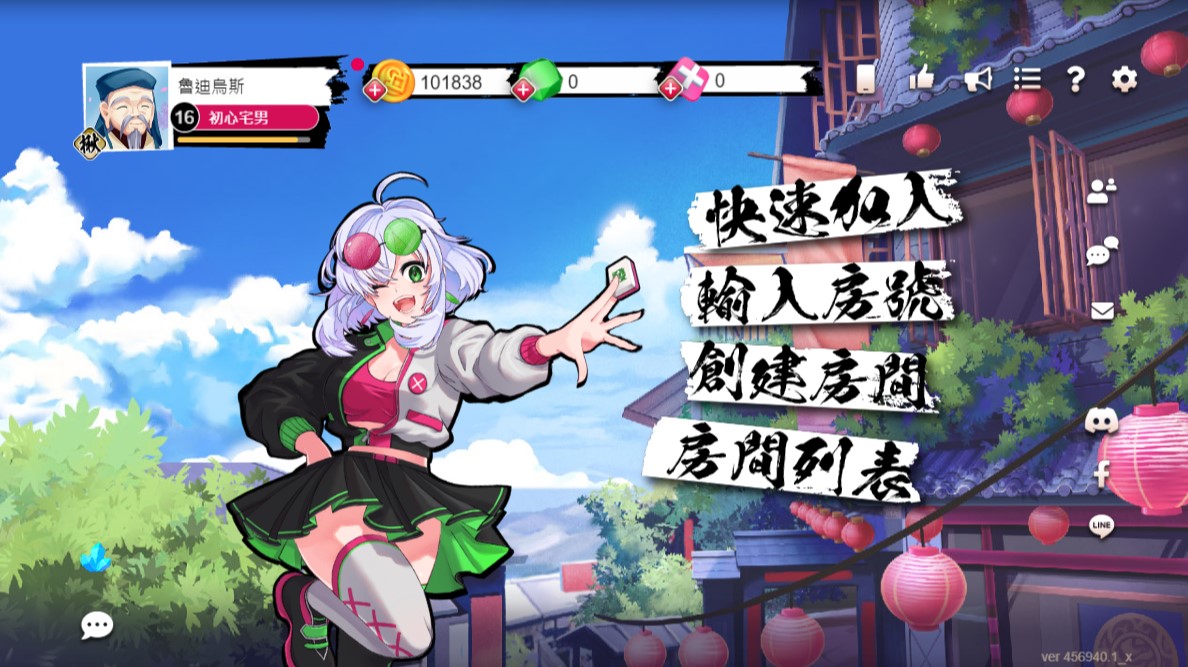 魯迪烏斯
16 初心宅男
揪
101838
0
0
快速加入
輸入房號
創建房間
房間列表
LINE
ver 456940.1_x